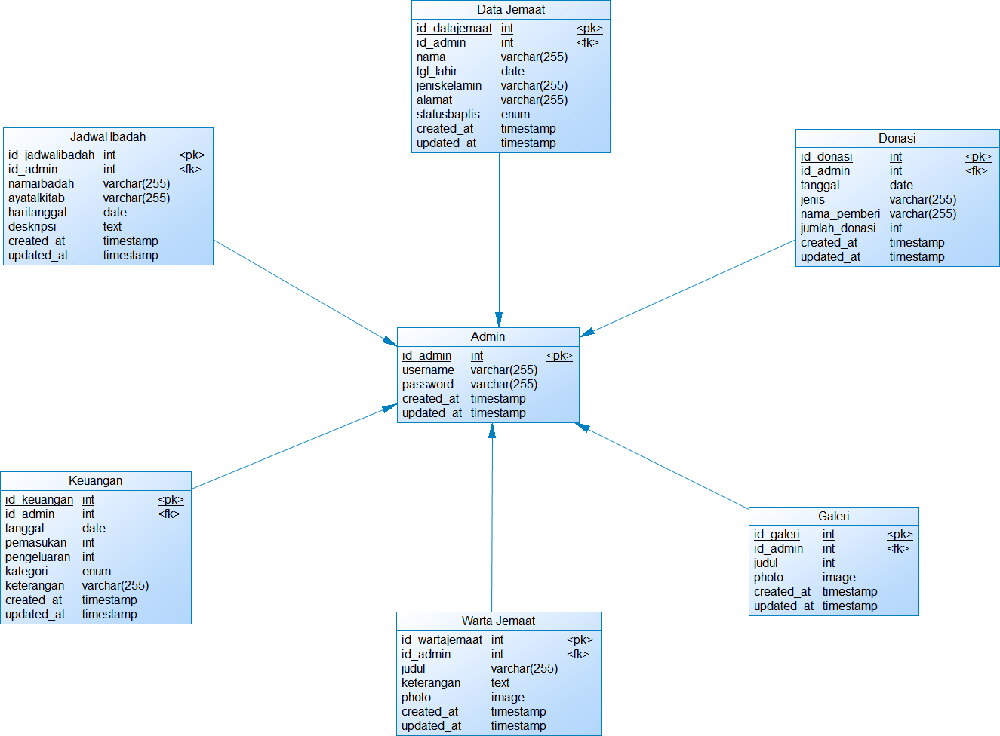 Data Jemaat
id_datajemaat int <pk>
id_admin int <fk>
nama varchar(255)
tgl_lahir date
jeniskelamin varchar(255)
alamat varchar(255)
statusbaptis enum
created_at timestamp
updated_at timestamp
Jadwal Ibadah
id_jadwalibadah int <pk>
id_admin int <fk>
namaibadah varchar(255)
ayatalkitab varchar(255)
haritanggal date
deskripsi text
created_at timestamp
updated_at timestamp
Donasi
id_donasi int <pk>
id_admin int <fk>
tanggal date
jenis varchar(255)
nama_pemberi varchar(255)
jumlah_donasi int
created_at timestamp
updated_at timestamp
Admin
id_admin int <pk>
username varchar(255)
password varchar(255)
created_at timestamp
updated_at timestamp
Keuangan
id_keuangan int <pk>
id_admin int <fk>
tanggal date
pemasukan int
pengeluaran int
kategori enum
keterangan varchar(255)
created_at timestamp
updated_at timestamp
Galeri
id_galeri int <pk>
id_admin int <fk>
judul int
photo image
created_at timestamp
updated_at timestamp
Warta Jemaat
id_wartajemaat int <pk>
id_admin int <fk>
judul varchar(255)
keterangan text
photo image
created_at timestamp
updated_at timestamp